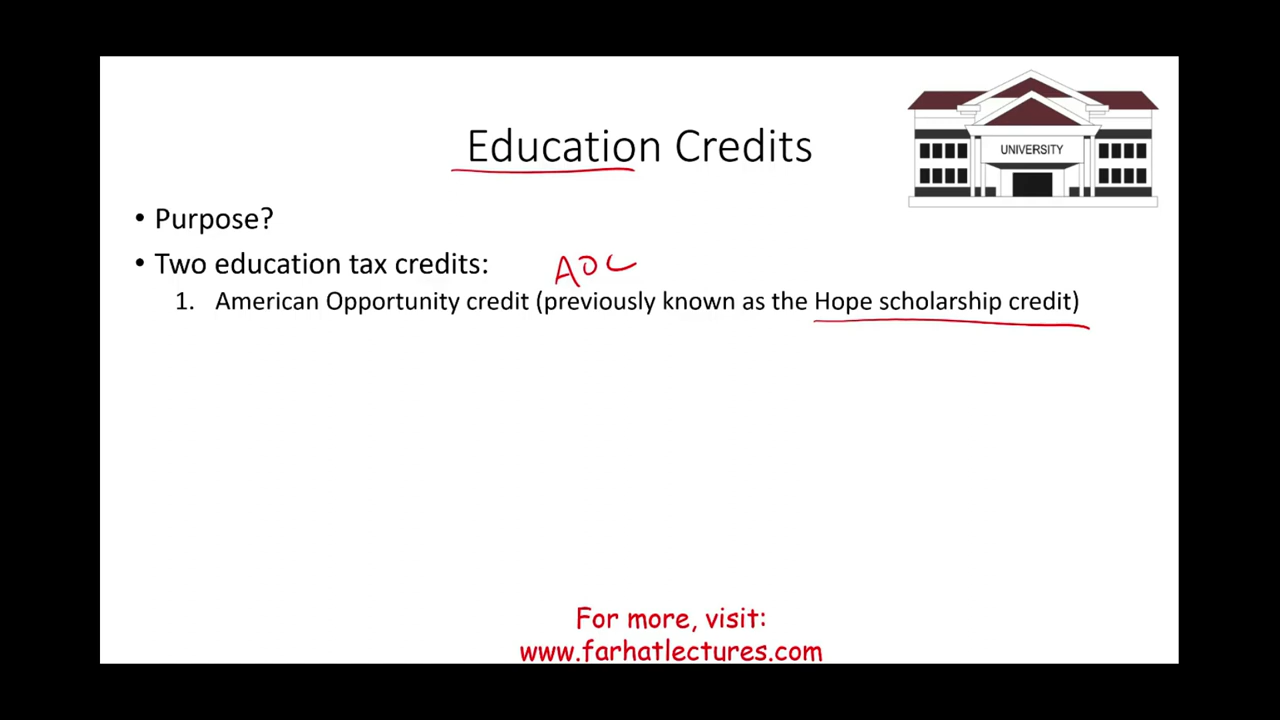 Education Credits
UNIVERSITY
• Purpose?
• Two education tax credits:
AOC
1. American Opportunity credit (previously known as the Hope scholarship credit)
For more, visit:
www.farhatlectures.com